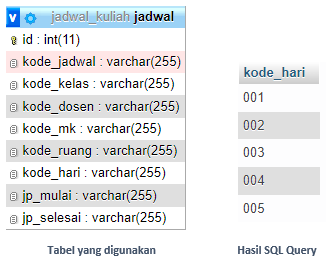 v jadwal_kuliah jadwal
id : int(11)
kode_jadwal : varchar(255)
kode_kelas : varchar(255)
kode_dosen : varchar(255)
kode_mk : varchar(255)
kode_ruang : varchar(255)
kode_hari : varchar(255)
jp_mulai : varchar(255)
jp_selesai : varchar(255)
Tabel yang digunakan
kode_hari
001
002
003
004
005
Hasil SQL Query